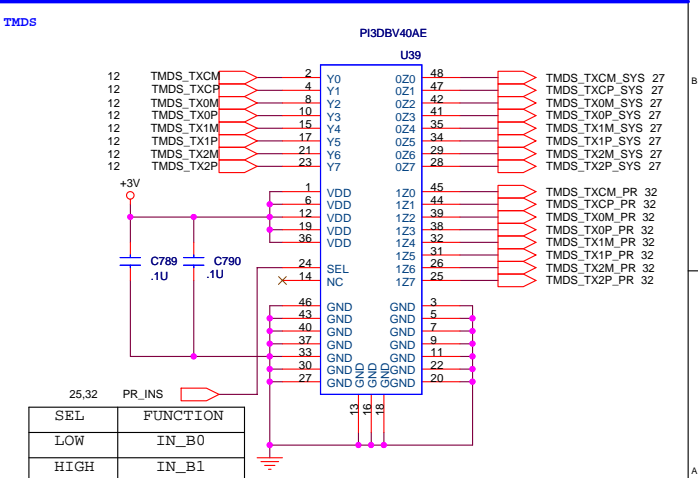 TMDS
PI3DBV40AE
U39
12 TMDS_TXCM 2 Y0 0Z0 48 TMDS_TXCM_SYS 27
12 TMDS_TXCP 4 Y1 0Z1 47 TMDS_TXCP_SYS 27
12 TMDS_TX0M 8 Y2 0Z2 42 TMDS_TX0M_SYS 27
12 TMDS_TX0P 10 Y3 0Z3 41 TMDS_TX0P_SYS 27
12 TMDS_TX1M 15 Y4 0Z4 35 TMDS_TX1M_SYS 27
12 TMDS_TX1P 17 Y5 0Z5 34 TMDS_TX1P_SYS 27
12 TMDS_TX2M 21 Y6 0Z6 29 TMDS_TX2M_SYS 27
12 TMDS_TX2P 23 Y7 0Z7 28 TMDS_TX2P_SYS 27
B
+3V
1 VDD 1Z0 45 TMDS_TXCM_PR 32
6 VDD 1Z1 44 TMDS_TXCP_PR 32
12 VDD 1Z2 39 TMDS_TX0M_PR 32
19 VDD 1Z3 38 TMDS_TX0P_PR 32
36 VDD 1Z4 32 TMDS_TX1M_PR 32
1Z5 31 TMDS_TX1P_PR 32
C789 C790 24 SEL 1Z6 26 TMDS_TX2M_PR 32
.1U .1U 14 NC 1Z7 25 TMDS_TX2P_PR 32
46 GND GND 3
43 GND GND 5
40 GND GND 7
37 GND GND 9
33 GND GND 11
30 GND GND 22
27 GND GND 20
GND GND GND
13 16 18
25,32 PR_INS
SEL FUNCTION
LOW IN_B0
HIGH IN_B1
A